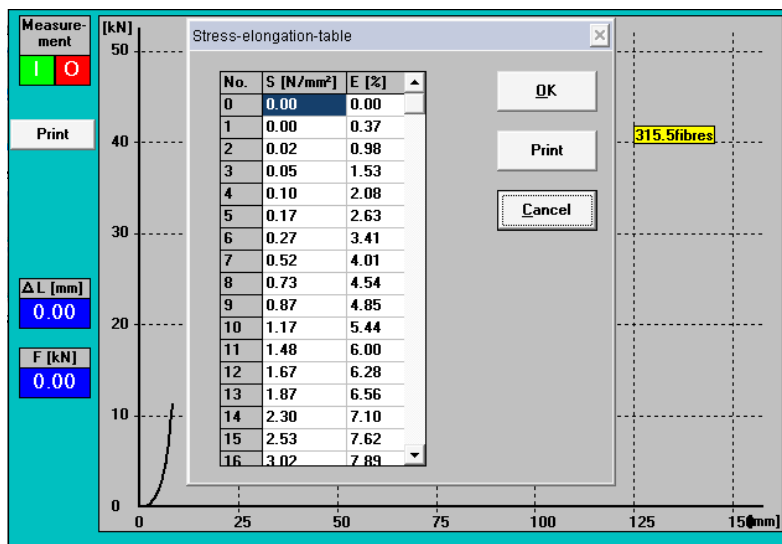 Measure-
ment
I O
Print
ΔL [mm]
0.00
F [kN]
0.00
[kN]
50
40
30
20
10
0
0 25 50 75 100 125 150 [mm]
315.5fibres
Stress-elongation-table
No. S [N/mm²] E [%]
0 0.00 0.00
1 0.00 0.37
2 0.02 0.98
3 0.05 1.53
4 0.10 2.08
5 0.17 2.63
6 0.27 3.41
7 0.52 4.01
8 0.73 4.54
9 0.87 4.85
10 1.17 5.44
11 1.48 6.00
12 1.67 6.28
13 1.87 6.56
14 2.30 7.10
15 2.53 7.62
16 3.02 7.89
OK
Print
Cancel